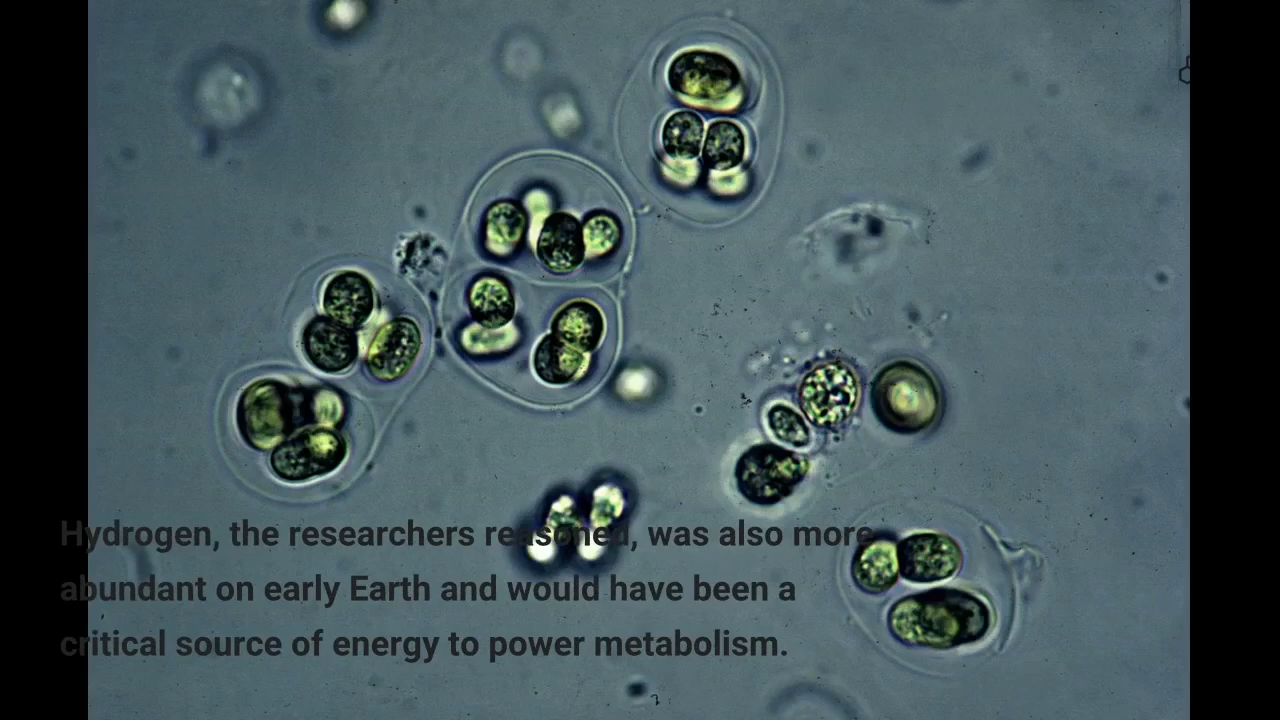 Hydrogen, the researchers reasoned, was also more
abundant on early Earth and would have been a
critical source of energy to power metabolism.